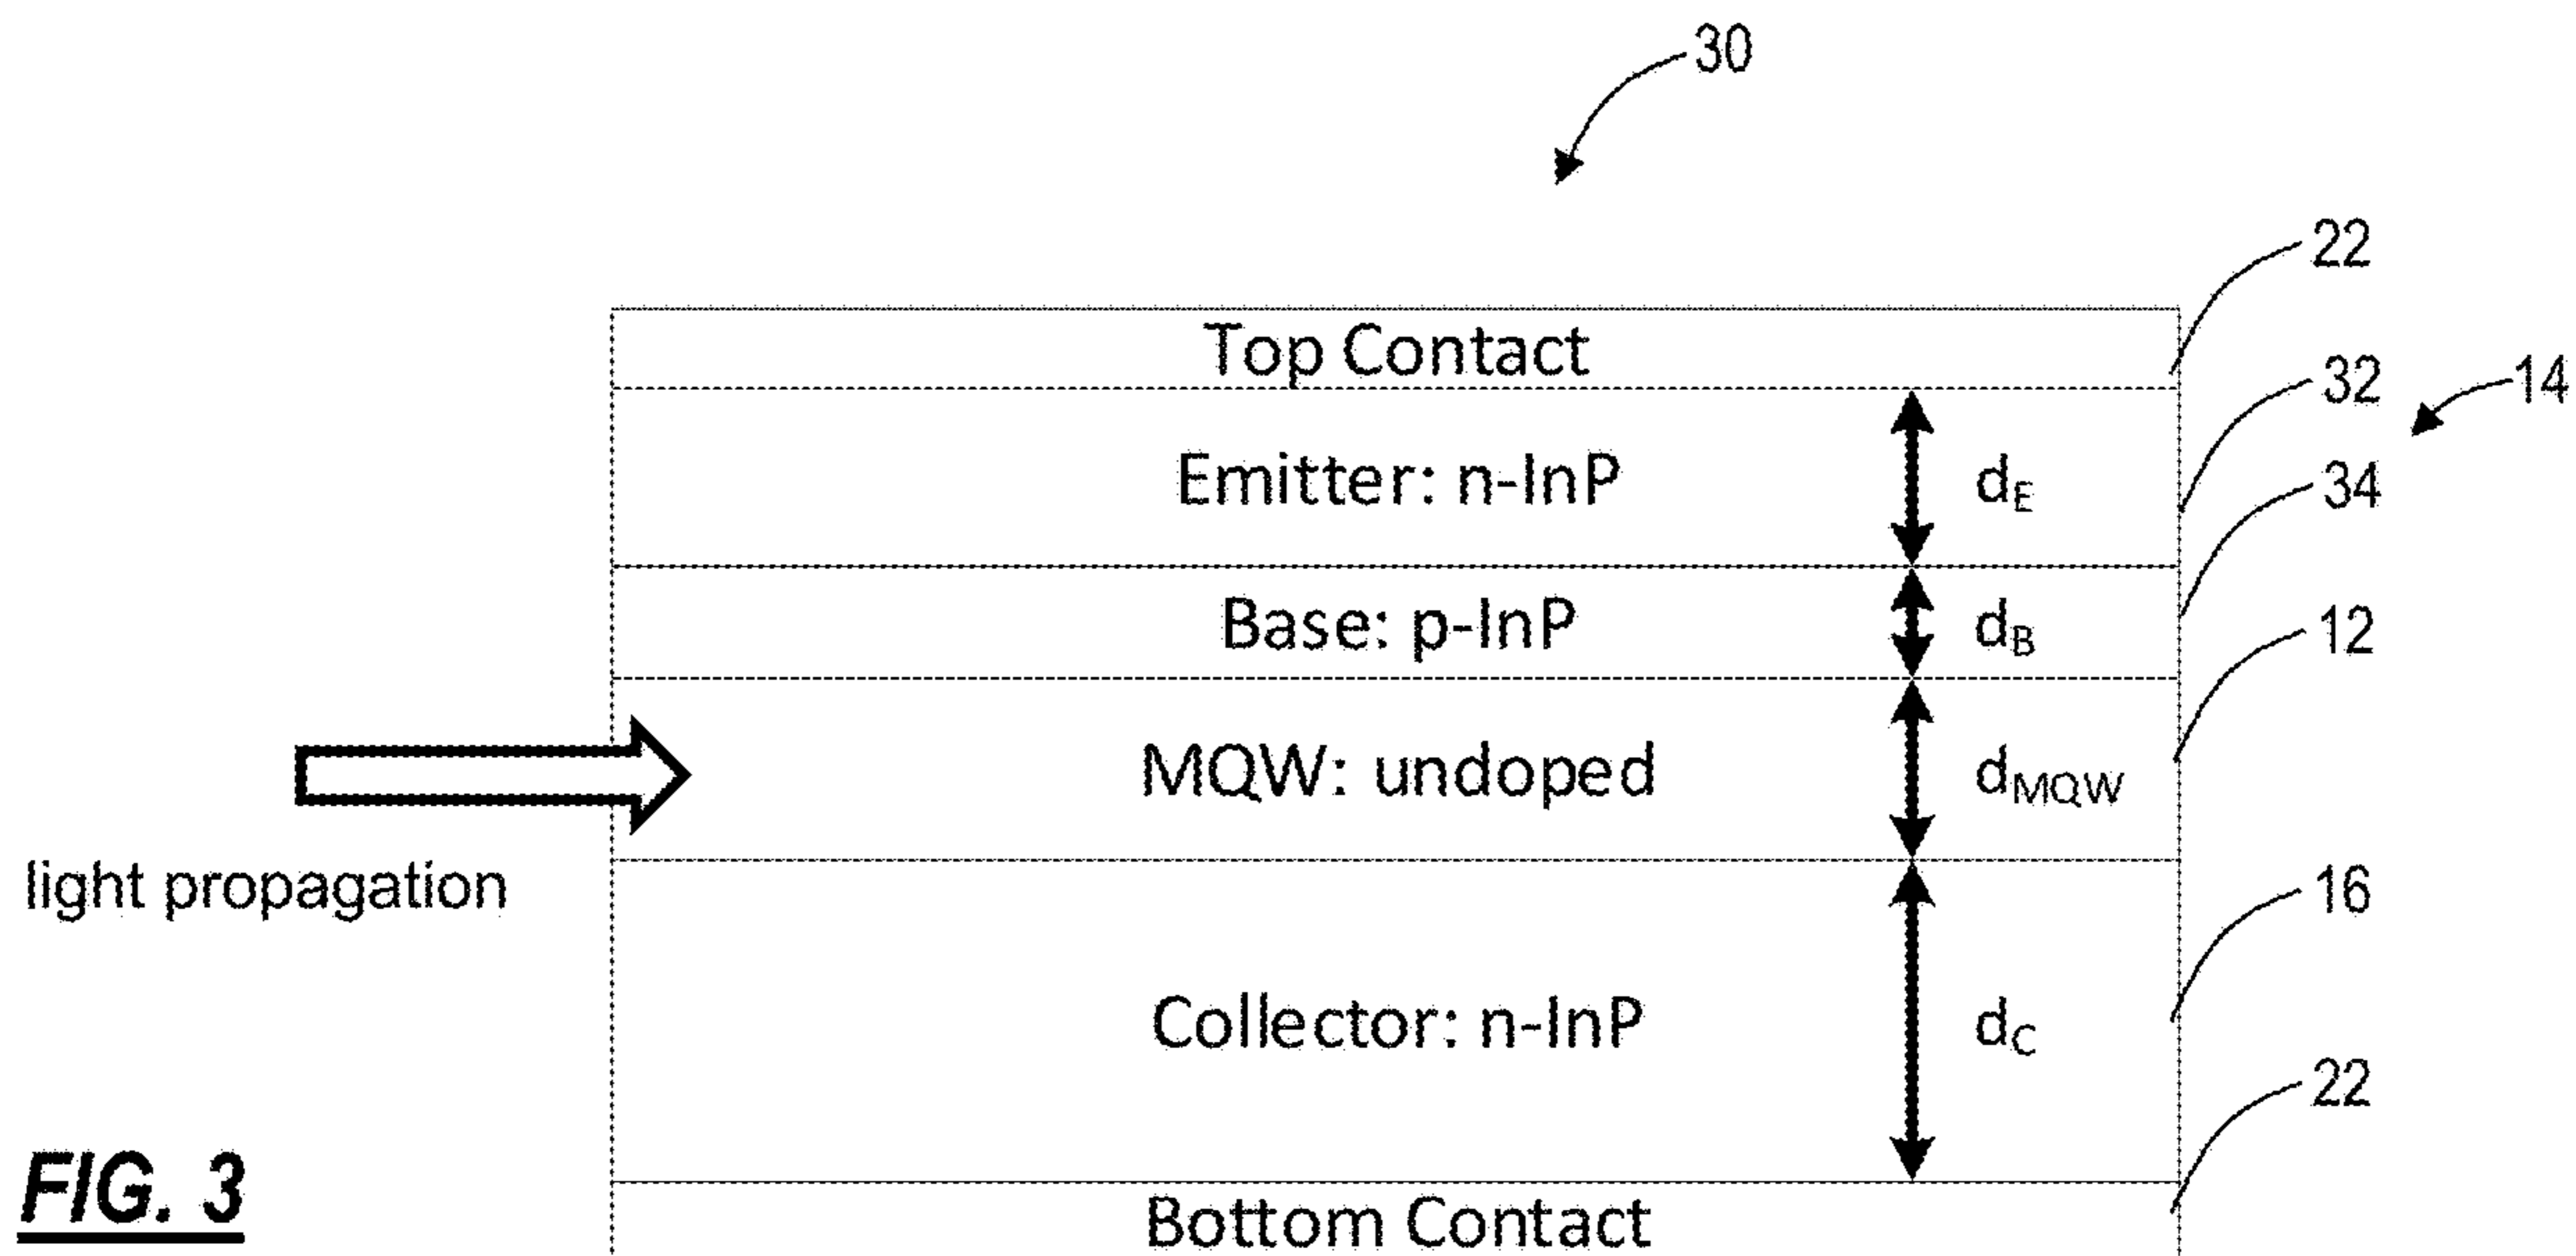 30
22
Top Contact
32
14
Emitter: n-InP
dE
34
Base: p-InP
dB
12
MQW: undoped
dMQW
light propagation
16
Collector: n-InP
dC
22
FIG. 3
Bottom Contact